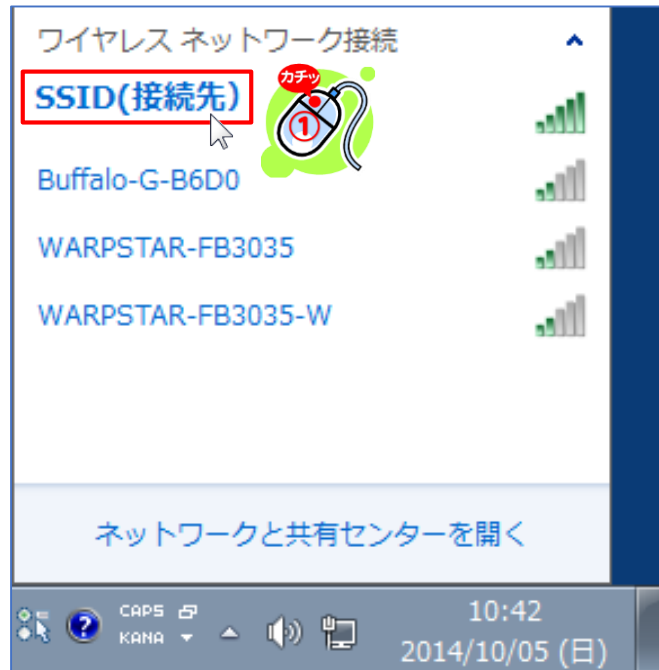 ワイヤレス ネットワーク接続
SSID(接続先）
カチッ
①
Buffalo-G-B6D0
WARPSTAR-FB3035
WARPSTAR-FB3035-W
ネットワークと共有センターを開く
CAPS
KANA
10:42
2014/10/05 (日)